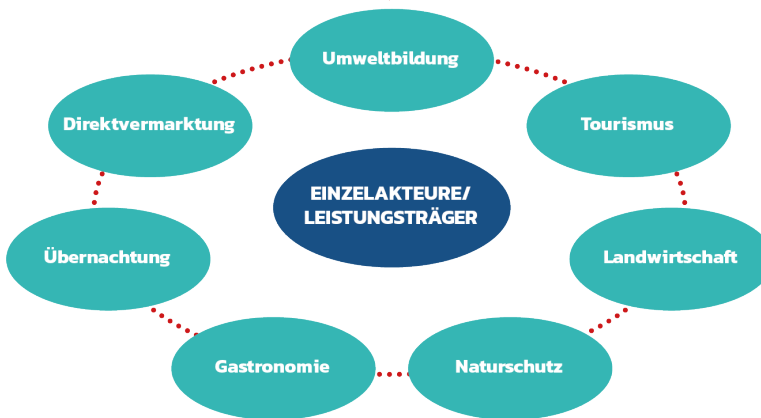 Umweltbildung
Direktvermarktung
Tourismus
EINZELAKTEURE/
LEISTUNGSTRÄGER
Übernachtung
Landwirtschaft
Gastronomie
Naturschutz